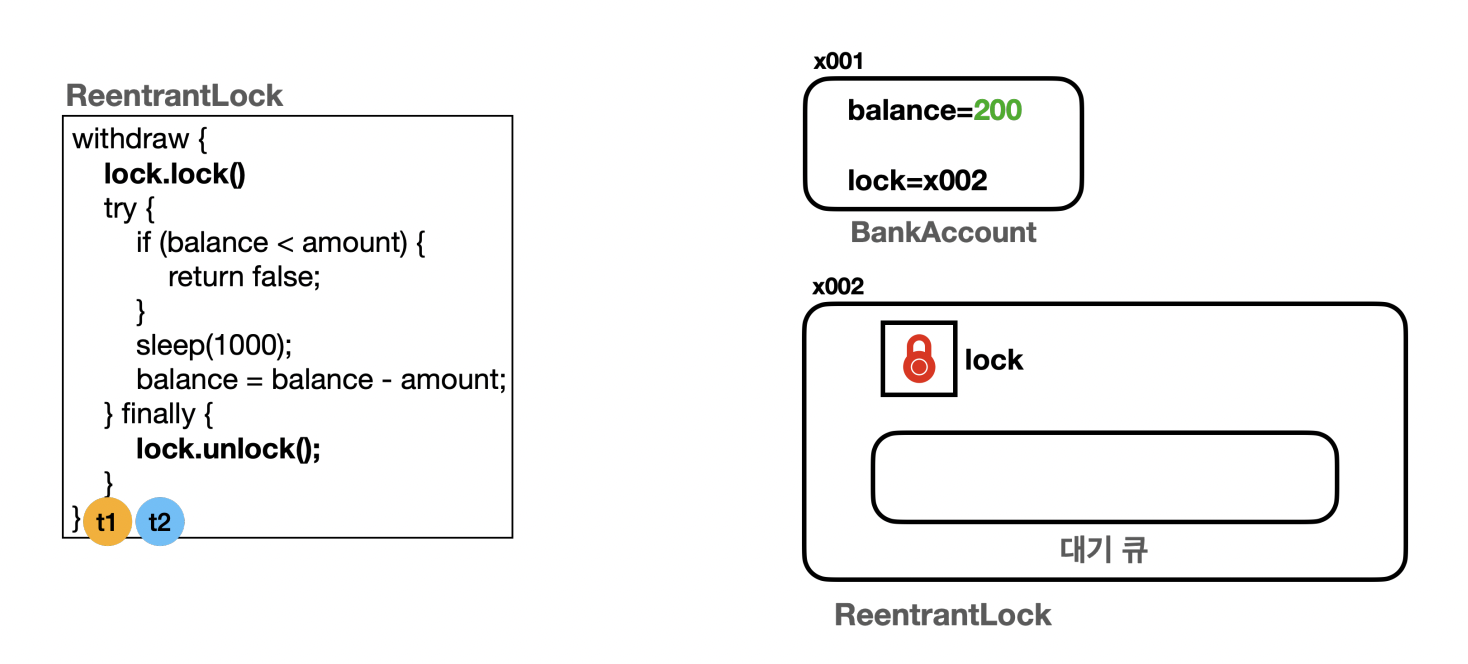 ReentrantLock
withdraw {
lock.lock()
try {
if (balance < amount) {
return false;
}
sleep(1000);
balance = balance - amount;
} finally {
lock.unlock();
}
} t1 t2
x001
balance=200
lock=x002
BankAccount
x002
lock
대기 큐
ReentrantLock